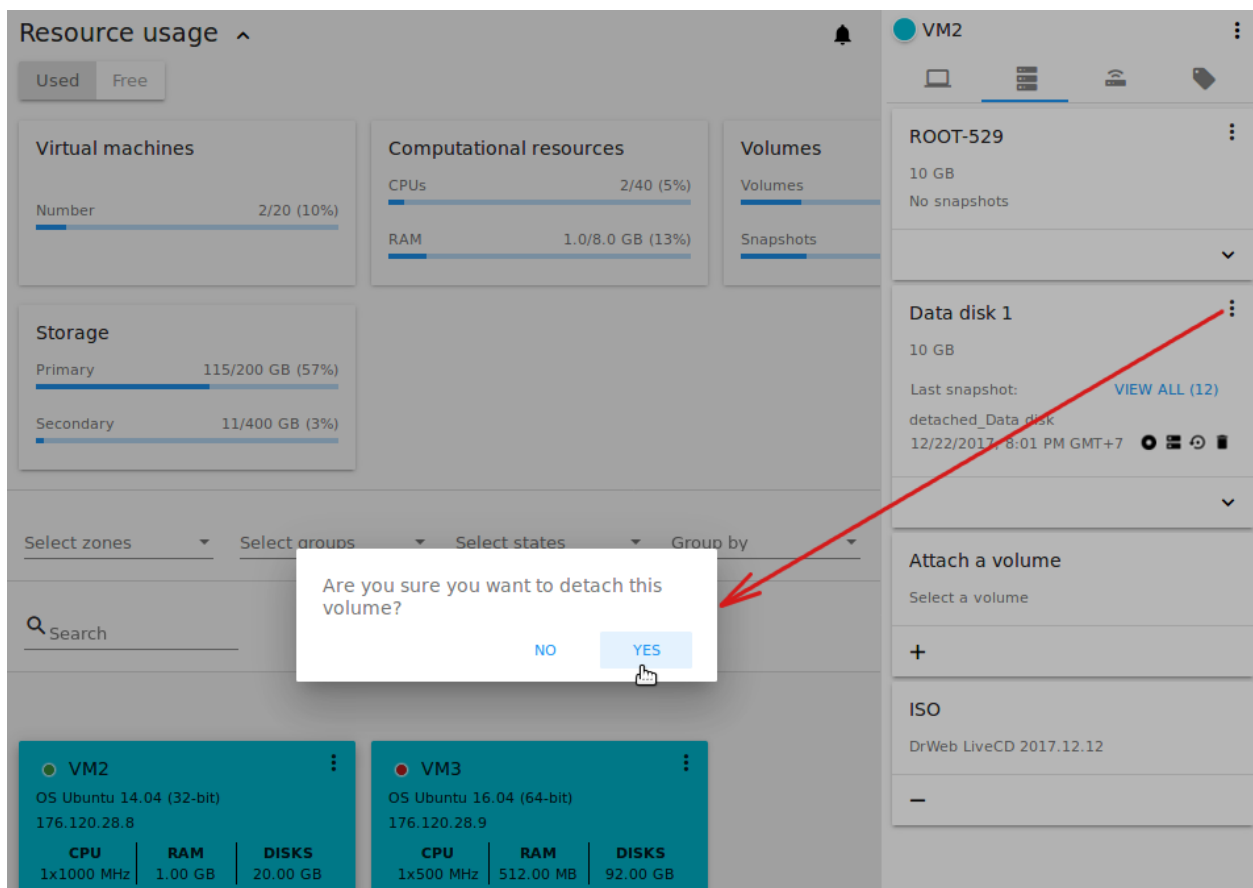 Resource usage
Used Free
Virtual machines
Number 2/20 (10%)
Computational resources
CPUs 2/40 (5%)
RAM 1.0/8.0 GB (13%)
Volumes
Volumes
Snapshots
Storage
Primary 115/200 GB (57%)
Secondary 11/400 GB (3%)
Select zones Select groups Select states Group by
Search
Are you sure you want to detach this
volume?
NO YES
VM2
OS Ubuntu 14.04 (32-bit)
176.120.28.8
CPU RAM DISKS
1x1000 MHz 1.00 GB 20.00 GB
VM3
OS Ubuntu 16.04 (64-bit)
176.120.28.9
CPU RAM DISKS
1x500 MHz 512.00 MB 92.00 GB
VM2
ROOT-529
10 GB
No snapshots
Data disk 1
10 GB
Last snapshot: VIEW ALL (12)
detached_Data disk
12/22/2017, 8:01 PM GMT+7
Attach a volume
Select a volume
ISO
DrWeb LiveCD 2017.12.12